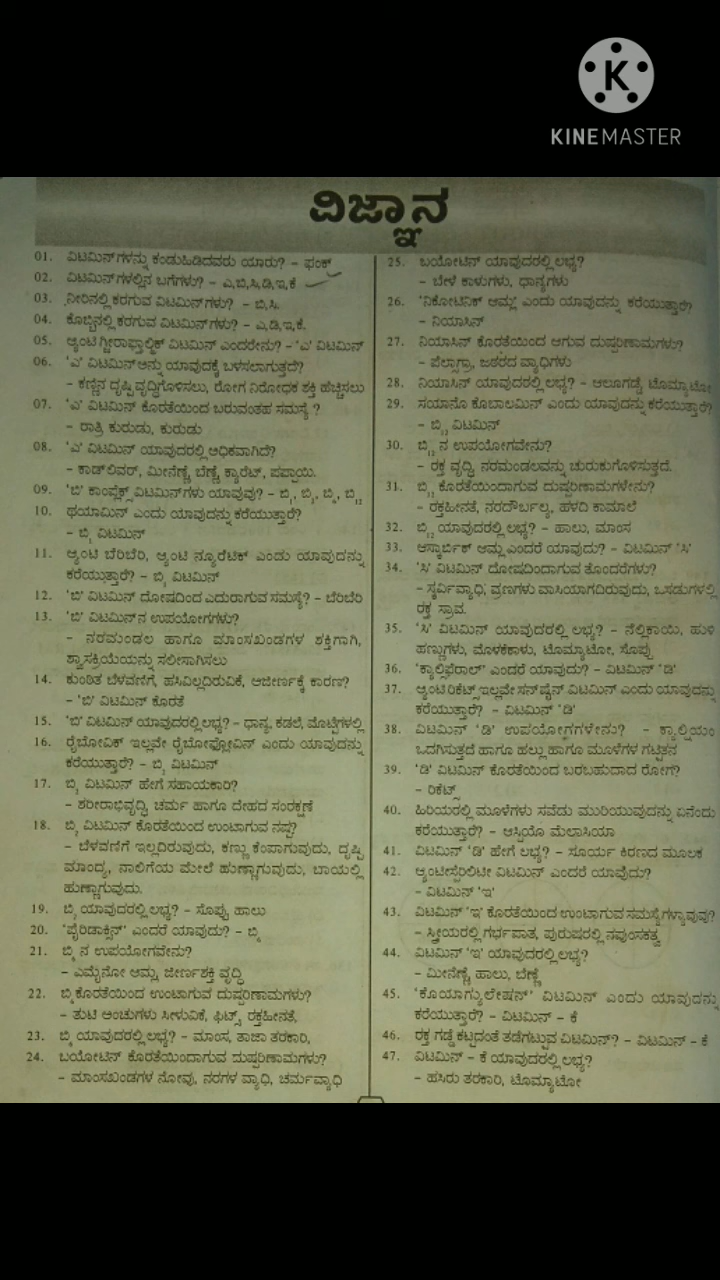 KINEMASTER
ವಿಜ್ಞಾನ
01. ವಿಟಮಿನ್‌ಗಳನ್ನು ಕಂಡುಹಿಡಿದವರು ಯಾರು? – ಫಂಕ್
02. ವಿಟಮಿನ್‌ಗಳಲ್ಲಿನ ಬಗೆಗಳು? – ಎ,ಬಿ,ಸಿ,ಡಿ,ಇ,ಕೆ
03. ನೀರಿನಲ್ಲಿ ಕರಗುವ ವಿಟಮಿನ್‌ಗಳು? – ಬಿ,ಸಿ.
04. ಕೊಬ್ಬಿನಲ್ಲಿ ಕರಗುವ ವಿಟಮಿನ್‌ಗಳು? – ಎ,ಡಿ,ಇ,ಕೆ.
05. ಆ್ಯಂಟಿ ಗ್ಜಿರಾಫ್ತಾಲ್ಮಿಕ್ ವಿಟಮಿನ್ ಎಂದರೇನು? – 'ಎ' ವಿಟಮಿನ್
06. 'ಎ' ವಿಟಮಿನ್ ಅನ್ನು ಯಾವುದಕ್ಕೆ ಬಳಸಲಾಗುತ್ತದೆ?
– ಕಣ್ಣಿನ ದೃಷ್ಟಿ ವೃದ್ಧಿಗೊಳಿಸಲು, ರೋಗ ನಿರೋಧಕ ಶಕ್ತಿ ಹೆಚ್ಚಿಸಲು
07. 'ಎ' ವಿಟಮಿನ್ ಕೊರತೆಯಿಂದ ಬರುವಂತಹ ಸಮಸ್ಯೆ ?
– ರಾತ್ರಿ ಕುರುಡು, ಕುರುಡು
08. 'ಎ' ವಿಟಮಿನ್ ಯಾವುದರಲ್ಲಿ ಅಧಿಕವಾಗಿದೆ?
– ಕಾಡ್‌ಲಿವರ್, ಮೀನೆಣ್ಣೆ, ಬೆಣ್ಣೆ, ಕ್ಯಾರೆಟ್, ಪಪ್ಪಾಯಿ.
09. 'ಬಿ' ಕಾಂಪ್ಲೆಕ್ಸ್ ವಿಟಮಿನ್‌ಗಳು ಯಾವುವು? – ಬಿ₁, ಬಿ₂, ಬಿ₆, ಬಿ₁₂
10. ಥಯಾಮಿನ್ ಎಂದು ಯಾವುದನ್ನು ಕರೆಯುತ್ತಾರೆ?
– ಬಿ₁ ವಿಟಮಿನ್
11. ಆ್ಯಂಟಿ ಬೆರಿಬೆರಿ, ಆ್ಯಂಟಿ ನ್ಯೂರೆಟಿಕ್ ಎಂದು ಯಾವುದನ್ನು
ಕರೆಯುತ್ತಾರೆ? – ಬಿ₁ ವಿಟಮಿನ್
12. 'ಬಿ' ವಿಟಮಿನ್ ದೋಷದಿಂದ ಎದುರಾಗುವ ಸಮಸ್ಯೆ? – ಬೆರಿಬೆರಿ
13. 'ಬಿ' ವಿಟಮಿನ್‌ನ ಉಪಯೋಗಗಳು?
– ನರಮಂಡಲ ಹಾಗೂ ಮಾಂಸಖಂಡಗಳ ಶಕ್ತಿಗಾಗಿ,
ಶ್ವಾಸಕ್ರಿಯೆಯನ್ನು ಸಲೀಸಾಗಿಸಲು
14. ಕುಂಠಿತ ಬೆಳವಣಿಗೆ, ಹಸಿವಿಲ್ಲದಿರುವಿಕೆ, ಅಜೀರ್ಣಕ್ಕೆ ಕಾರಣ?
– 'ಬಿ' ವಿಟಮಿನ್ ಕೊರತೆ
15. 'ಬಿ' ವಿಟಮಿನ್ ಯಾವುದರಲ್ಲಿ ಲಭ್ಯ? – ಧಾನ್ಯ, ಕಡಲೆ, ಮೊಟ್ಟೆಗಳಲ್ಲಿ
16. ರೈಬೋವಿಕ್ ಇಲ್ಲವೇ ರೈಬೋಫ್ಲೋವಿನ್ ಎಂದು ಯಾವುದನ್ನು
ಕರೆಯುತ್ತಾರೆ? – ಬಿ₂ ವಿಟಮಿನ್
17. ಬಿ₂ ವಿಟಮಿನ್ ಹೇಗೆ ಸಹಾಯಕಾರಿ?
– ಶರೀರಾಭಿವೃದ್ಧಿ, ಚರ್ಮ ಹಾಗೂ ದೇಹದ ಸಂರಕ್ಷಣೆ
18. ಬಿ₂ ವಿಟಮಿನ್ ಕೊರತೆಯಿಂದ ಉಂಟಾಗುವ ನಷ್ಟ?
– ಬೆಳವಣಿಗೆ ಇಲ್ಲದಿರುವುದು, ಕಣ್ಣು ಕೆಂಪಾಗುವುದು, ದೃಷ್ಟಿ
ಮಾಂದ್ಯ, ನಾಲಿಗೆಯ ಮೇಲೆ ಹುಣ್ಣಾಗುವುದು, ಬಾಯಲ್ಲಿ
ಹುಣ್ಣಾಗುವುದು.
19. ಬಿ₂ ಯಾವುದರಲ್ಲಿ ಲಭ್ಯ? – ಸೊಪ್ಪು, ಹಾಲು
20. 'ಪೈರಿಡಾಕ್ಸಿನ್' ಎಂದರೆ ಯಾವುದು? – ಬಿ₆
21. ಬಿ₆ ನ ಉಪಯೋಗವೇನು?
– ಎಮೈನೋ ಆಮ್ಲ, ಜೀರ್ಣಶಕ್ತಿ ವೃದ್ಧಿ
22. ಬಿ₆ ಕೊರತೆಯಿಂದ ಉಂಟಾಗುವ ದುಷ್ಪರಿಣಾಮಗಳು?
– ತುಟಿ ಅಂಚುಗಳು ಸೀಳುವಿಕೆ, ಫಿಟ್ಸ್, ರಕ್ತಹೀನತೆ,
23. ಬಿ₆ ಯಾವುದರಲ್ಲಿ ಲಭ್ಯ? – ಮಾಂಸ, ತಾಜಾ ತರಕಾರಿ,
24. ಬಯೋಟಿನ್ ಕೊರತೆಯಿಂದಾಗುವ ದುಷ್ಪರಿಣಾಮಗಳು?
– ಮಾಂಸಖಂಡಗಳ ನೋವು, ನರಗಳ ವ್ಯಾಧಿ, ಚರ್ಮವ್ಯಾಧಿ
25. ಬಯೋಟಿನ್ ಯಾವುದರಲ್ಲಿ ಲಭ್ಯ?
– ಬೇಳೆ ಕಾಳುಗಳು, ಧಾನ್ಯಗಳು
26. 'ನಿಕೋಟಿನಿಕ್ ಆಮ್ಲ' ಎಂದು ಯಾವುದನ್ನು ಕರೆಯುತ್ತಾರೆ?
– ನಿಯಾಸಿನ್
27. ನಿಯಾಸಿನ್ ಕೊರತೆಯಿಂದ ಆಗುವ ದುಷ್ಪರಿಣಾಮಗಳು?
– ಪೆಲ್ಲಾಗ್ರಾ, ಜಠರದ ವ್ಯಾಧಿಗಳು
28. ನಿಯಾಸಿನ್ ಯಾವುದರಲ್ಲಿ ಲಭ್ಯ? – ಆಲೂಗಡ್ಡೆ, ಟೊಮ್ಯಾಟೋ,
29. ಸಯಾನೊ ಕೊಬಾಲಮಿನ್ ಎಂದು ಯಾವುದನ್ನು ಕರೆಯುತ್ತಾರೆ?
– ಬಿ₁₂ ವಿಟಮಿನ್
30. ಬಿ₁₂ ನ ಉಪಯೋಗವೇನು?
– ರಕ್ತ ವೃದ್ಧಿ, ನರಮಂಡಲವನ್ನು ಚುರುಕುಗೊಳಿಸುತ್ತದೆ.
31. ಬಿ₁₂ ಕೊರತೆಯಿಂದಾಗುವ ದುಷ್ಪರಿಣಾಮಗಳೇನು?
– ರಕ್ತಹೀನತೆ, ನರದೌರ್ಬಲ್ಯ, ಹಳದಿ ಕಾಮಾಲೆ
32. ಬಿ₁₂ ಯಾವುದರಲ್ಲಿ ಲಭ್ಯ? – ಹಾಲು, ಮಾಂಸ
33. ಆಸ್ಕಾರ್ಬಿಕ್ ಆಮ್ಲ ಎಂದರೆ ಯಾವುದು? – ವಿಟಮಿನ್ 'ಸಿ'
34. 'ಸಿ' ವಿಟಮಿನ್ ದೋಷದಿಂದಾಗುವ ತೊಂದರೆಗಳು?
– ಸ್ಕರ್ವಿವ್ಯಾಧಿ, ವ್ರಣಗಳು ವಾಸಿಯಾಗದಿರುವುದು, ಒಸಡುಗಳಲ್ಲಿ
ರಕ್ತ ಸ್ರಾವ.
35. 'ಸಿ' ವಿಟಮಿನ್ ಯಾವುದರಲ್ಲಿ ಲಭ್ಯ? – ನೆಲ್ಲಿಕಾಯಿ, ಹುಳಿ
ಹಣ್ಣುಗಳು, ಮೊಳಕೆಕಾಳು, ಟೊಮ್ಯಾಟೋ, ಸೊಪ್ಪು
36. 'ಕ್ಯಾಲ್ಸಿಫೆರಾಲ್' ಎಂದರೆ ಯಾವುದು? – ವಿಟಮಿನ್ 'ಡಿ'
37. ಆ್ಯಂಟಿ ರಿಕೆಟ್ಸ್ ಇಲ್ಲವೇ ಸನ್‌ಷೈನ್ ವಿಟಮಿನ್ ಎಂದು ಯಾವುದನ್ನು
ಕರೆಯುತ್ತಾರೆ? – ವಿಟಮಿನ್ 'ಡಿ'
38. ವಿಟಮಿನ್ 'ಡಿ' ಉಪಯೋಗಗಳೇನು? – ಕ್ಯಾಲ್ಷಿಯಂ
ಒದಗಿಸುತ್ತದೆ ಹಾಗೂ ಹಲ್ಲು ಹಾಗೂ ಮೂಳೆಗಳ ಗಟ್ಟಿತನ
39. 'ಡಿ' ವಿಟಮಿನ್ ಕೊರತೆಯಿಂದ ಬರಬಹುದಾದ ರೋಗ?
– ರಿಕೆಟ್ಸ್
40. ಹಿರಿಯರಲ್ಲಿ ಮೂಳೆಗಳು ಸವೆದು ಮುರಿಯುವುದನ್ನು ಏನೆಂದು
ಕರೆಯುತ್ತಾರೆ? – ಆಸ್ಟಿಯೊ ಮೆಲಾಸಿಯಾ
41. ವಿಟಮಿನ್ 'ಡಿ' ಹೇಗೆ ಲಭ್ಯ? – ಸೂರ್ಯ ಕಿರಣದ ಮೂಲಕ
42. ಆ್ಯಂಟೀಸ್ಟೆರಿಲಿಟೀ ವಿಟಮಿನ್ ಎಂದರೆ ಯಾವುದು?
– ವಿಟಮಿನ್ 'ಇ'
43. ವಿಟಮಿನ್ 'ಇ' ಕೊರತೆಯಿಂದ ಉಂಟಾಗುವ ಸಮಸ್ಯೆಗಳ್ಯಾವುವು?
– ಸ್ತ್ರೀಯರಲ್ಲಿ ಗರ್ಭಪಾತ, ಪುರುಷರಲ್ಲಿ ನಪುಂಸಕತ್ವ
44. ವಿಟಮಿನ್ 'ಇ' ಯಾವುದರಲ್ಲಿ ಲಭ್ಯ?
– ಮೀನೆಣ್ಣೆ, ಹಾಲು, ಬೆಣ್ಣೆ
45. 'ಕೊಯಾಗ್ಯುಲೇಷನ್' ವಿಟಮಿನ್ ಎಂದು ಯಾವುದನ್ನು
ಕರೆಯುತ್ತಾರೆ? – ವಿಟಮಿನ್ – ಕೆ
46. ರಕ್ತ ಗಡ್ಡೆ ಕಟ್ಟದಂತೆ ತಡೆಗಟ್ಟುವ ವಿಟಮಿನ್? – ವಿಟಮಿನ್ – ಕೆ
47. ವಿಟಮಿನ್ – ಕೆ ಯಾವುದರಲ್ಲಿ ಲಭ್ಯ?
– ಹಸಿರು ತರಕಾರಿ, ಟೊಮ್ಯಾಟೋ